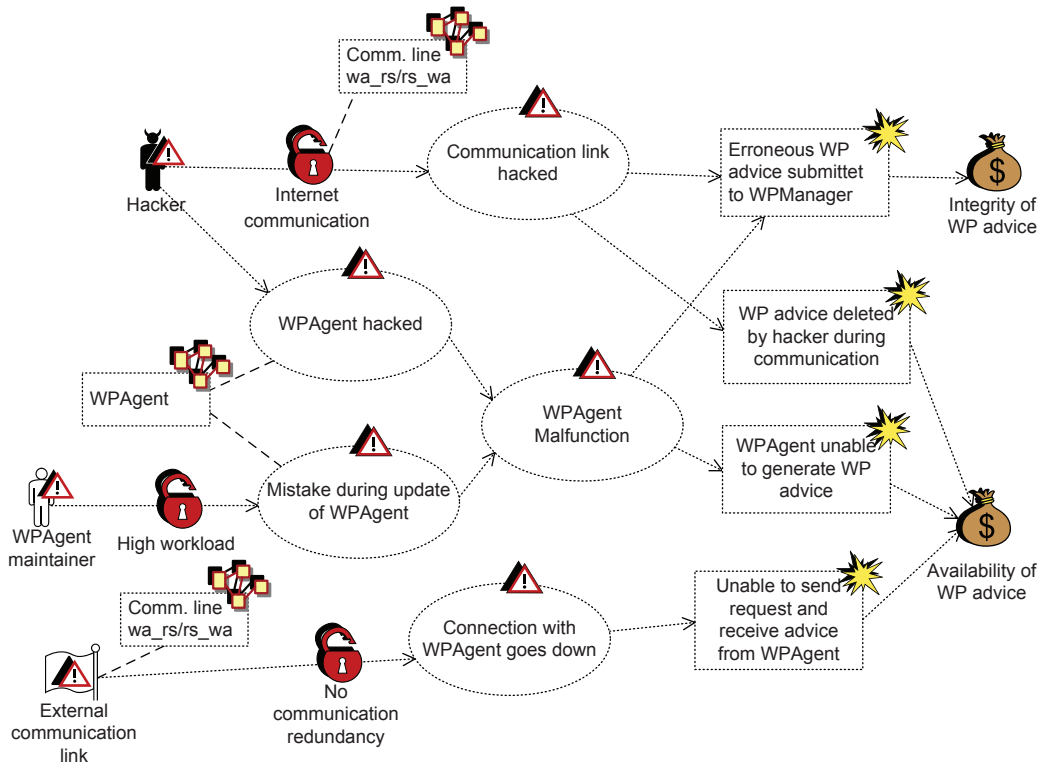 Comm. line
wa_rs/rs_wa
Hacker
Internet
communication
Communication link
hacked
Erroneous WP
advice submittet
to WPManager
$
Integrity of
WP advice
WPAgent hacked
WP advice deleted
by hacker during
communication
WPAgent
WPAgent
Malfunction
WPAgent unable
to generate WP
advice
WPAgent
maintainer
High workload
Mistake during update
of WPAgent
$
Availability of
WP advice
Comm. line
wa_rs/rs_wa
External
communication
link
No
communication
redundancy
Connection with
WPAgent goes down
Unable to send
request and
receive advice
from WPAgent